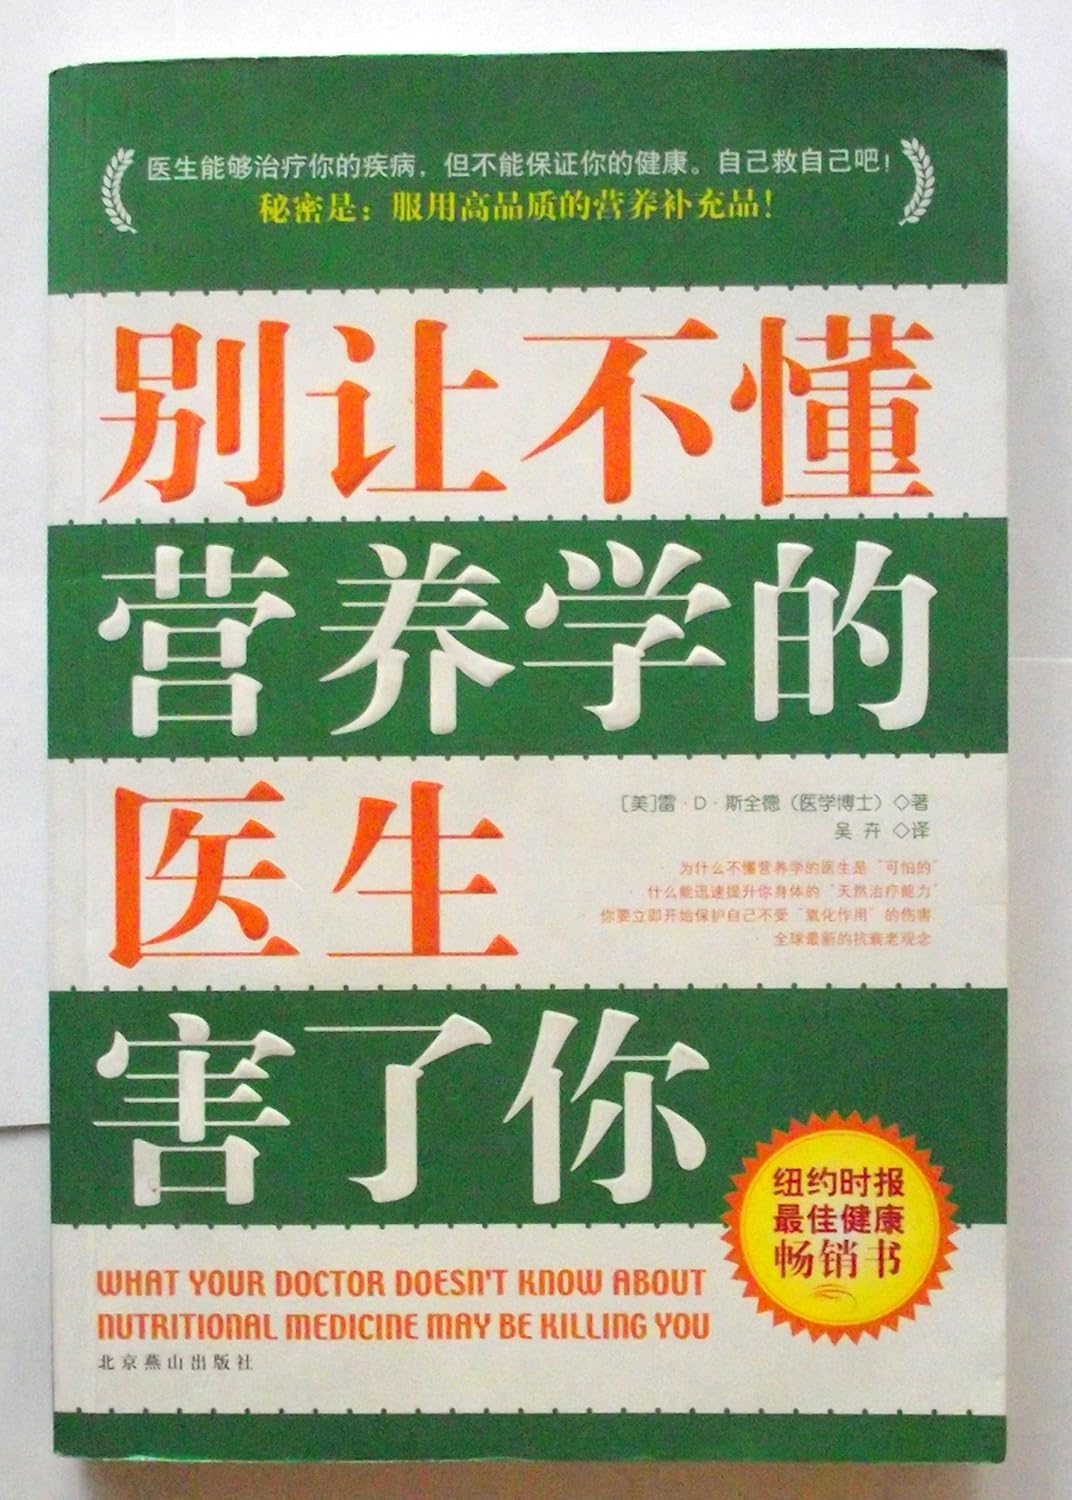 医生能够治疗你的疾病，但不能保证你的健康。自己救自己吧！
秘密是：服用高品质的营养补充品！
别让不懂
营养学的
医生
[美]雷·D·斯全德（医学博士）◇著
吴 卉 ◇译
·为什么不懂营养学的医生是“可怕的”
·什么能迅速提升你身体的“天然治疗能力”
·你要立即开始保护自己不受“氧化作用”的伤害
·全球最新的抗衰老观念
害了你
纽约时报
最佳健康
畅销书
WHAT YOUR DOCTOR DOESN'T KNOW ABOUT
NUTRITIONAL MEDICINE MAY BE KILLING YOU
北京燕山出版社